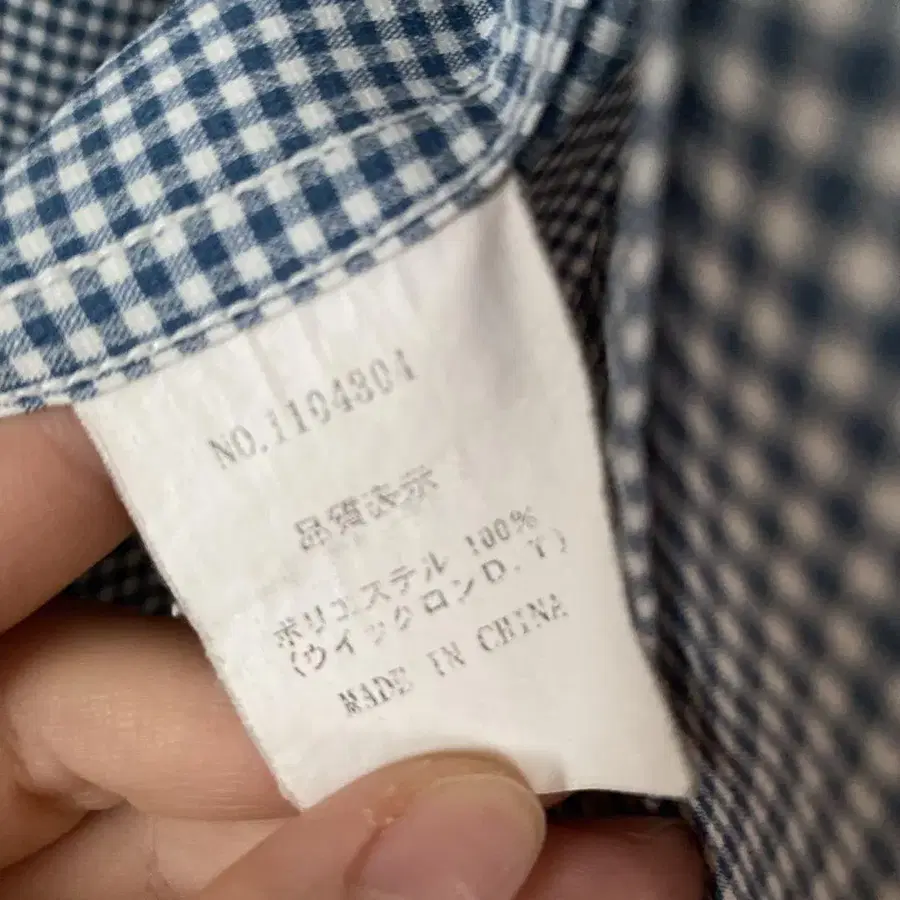 NO.1104304
品質表示
ポリエステル 100%
(ウイックロンD.T)
MADE IN CHINA